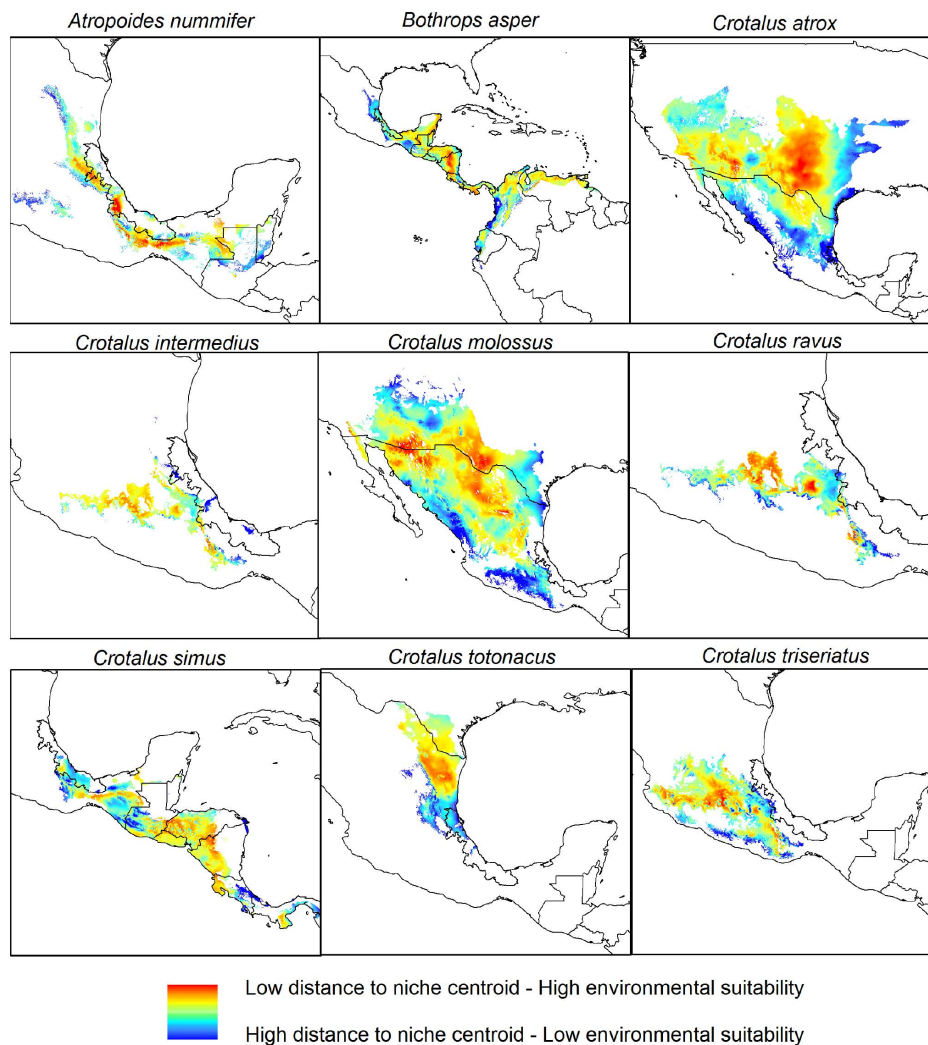 Atropoides nummifer
Bothrops asper
Crotalus atrox
Crotalus intermedius
Crotalus molossus
Crotalus ravus
Crotalus simus
Crotalus totonacus
Crotalus triseriatus
Low distance to niche centroid - High environmental suitability
High distance to niche centroid - Low environmental suitability